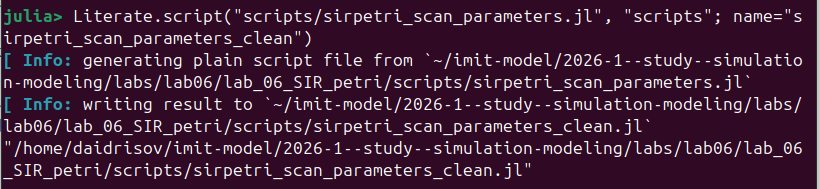 julia> Literate.script("scripts/sirpetri_scan_parameters.jl", "scripts"; name="s
irpetri_scan_parameters_clean")
[ Info: generating plain script file from `~/imit-model/2026-1--study--simulatio
n-modeling/labs/lab06/lab_06_SIR_petri/scripts/sirpetri_scan_parameters.jl`
[ Info: writing result to `~/imit-model/2026-1--study--simulation-modeling/labs/
lab06/lab_06_SIR_petri/scripts/sirpetri_scan_parameters_clean.jl`
"/home/daidrisov/imit-model/2026-1--study--simulation-modeling/labs/lab06/lab_06
_SIR_petri/scripts/sirpetri_scan_parameters_clean.jl"